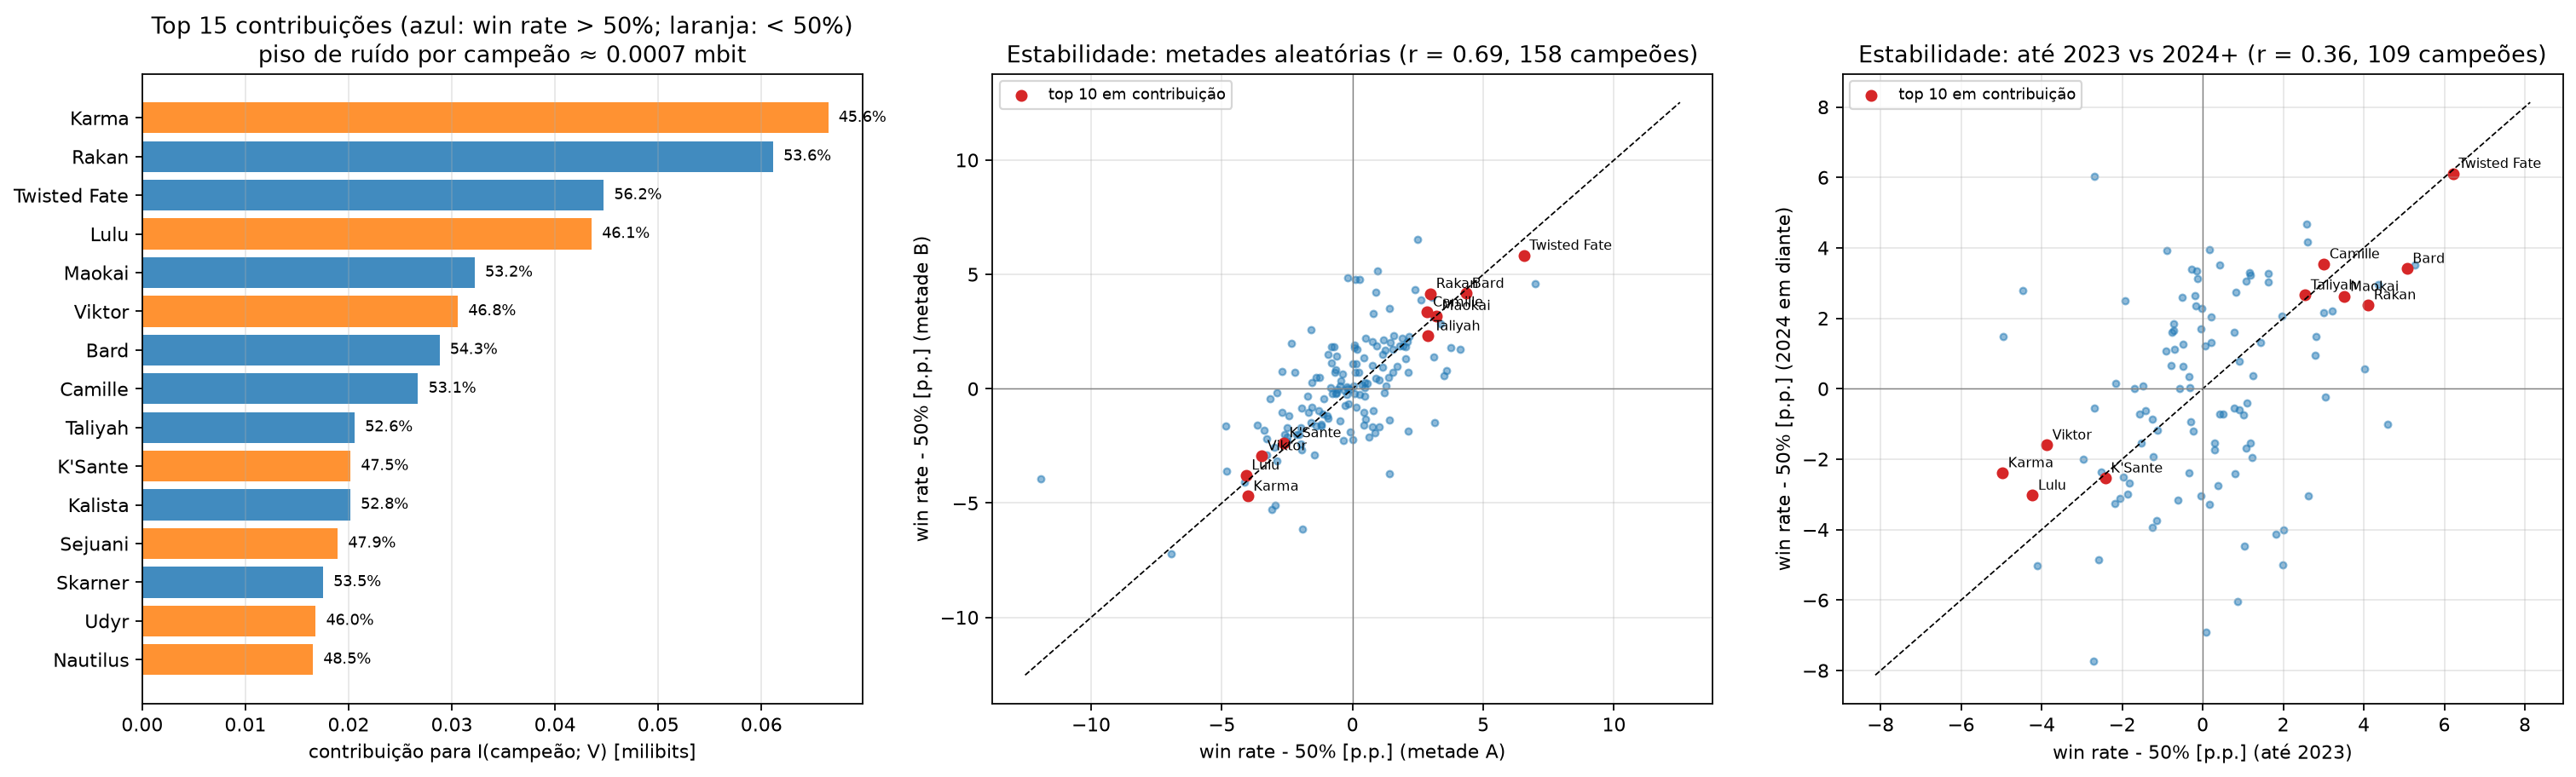 Top 15 contribuições (azul: win rate > 50%; laranja: < 50%)
piso de ruído por campeão ≈ 0.0007 mbit
Karma
45.6%
Rakan
53.6%
Twisted Fate
56.2%
Lulu
46.1%
Maokai
53.2%
Viktor
46.8%
Bard
54.3%
Camille
53.1%
Taliyah
52.6%
K'Sante
47.5%
Kalista
52.8%
Sejuani
47.9%
Skarner
53.5%
Udyr
46.0%
Nautilus
48.5%
0.00 0.01 0.02 0.03 0.04 0.05 0.06
contribuição para I(campeão; V) [milibits]
Estabilidade: metades aleatórias (r = 0.69, 158 campeões)
top 10 em contribuição
win rate - 50% [p.p.] (metade B)
10
5
0
−5
−10
Twisted Fate
Rakan
Bard
Camille
Maokai
Taliyah
K'Sante
Viktor
Lulu
Karma
−10 −5 0 5 10
win rate - 50% [p.p.] (metade A)
Estabilidade: até 2023 vs 2024+ (r = 0.36, 109 campeões)
top 10 em contribuição
win rate - 50% [p.p.] (2024 em diante)
8
6
4
2
0
−2
−4
−6
−8
Twisted Fate
Camille
Bard
Taliyah
Maokai
Rakan
Viktor
Karma
K'Sante
Lulu
−8 −6 −4 −2 0 2 4 6 8
win rate - 50% [p.p.] (até 2023)